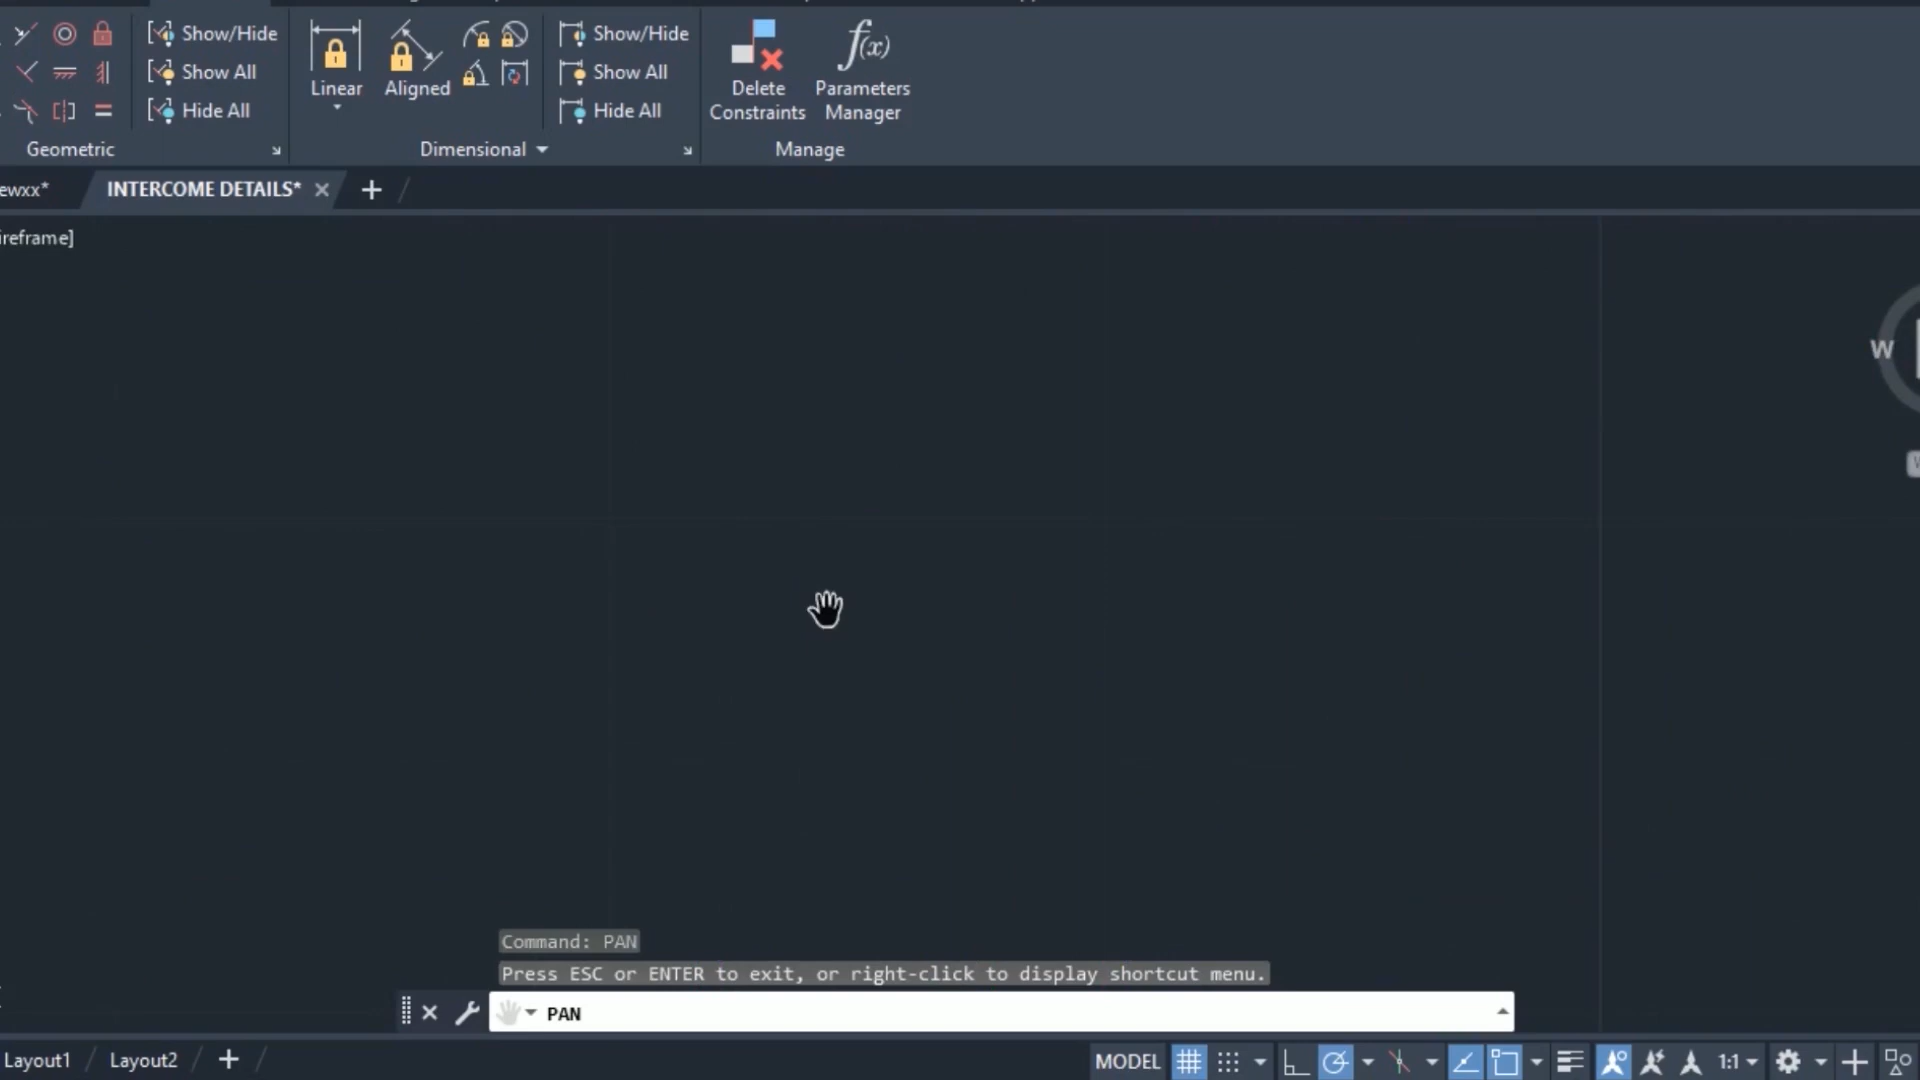 Show/Hide
Show All
Hide All
Geometric
Linear
Aligned
Dimensional
Show/Hide
Show All
Hide All
Delete
Constraints
Parameters
Manager
f(x)
Manage
ewxx*
INTERCOME DETAILS*
ireframe]
W
Command: PAN
Press ESC or ENTER to exit, or right-click to display shortcut menu.
PAN
Layout1
Layout2
MODEL
1:1